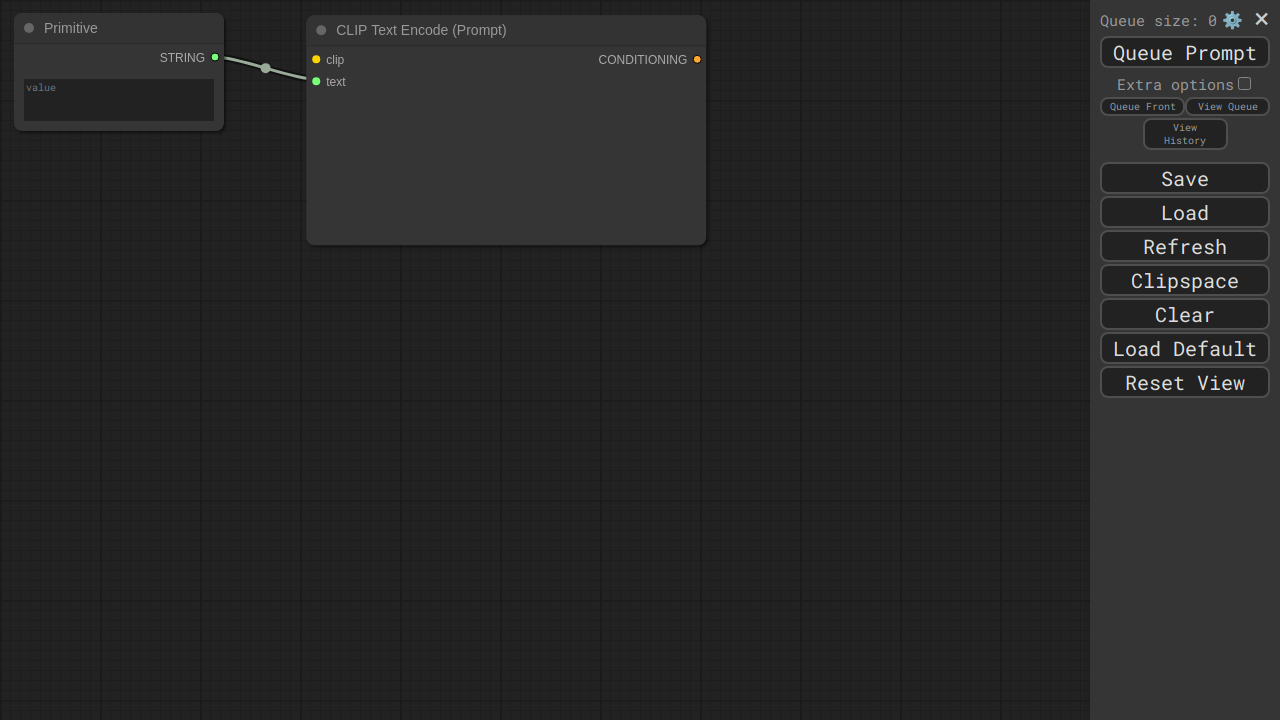 Primitive
STRING
value
CLIP Text Encode (Prompt)
clip
CONDITIONING
text
Queue size: 0
Queue Prompt
Extra options
Queue Front
View Queue
View
History
Save
Load
Refresh
Clipspace
Clear
Load Default
Reset View